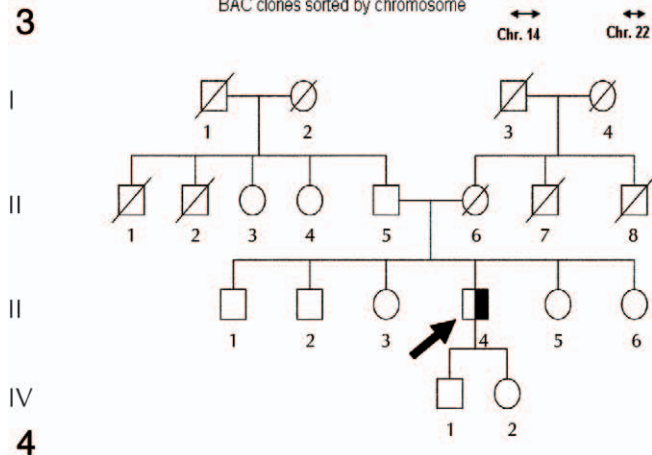 BAC clones sorted by chromosome
3
Chr. 14 Chr. 22
I
1 2 3 4
II
1 2 3 4 5 6 7 8
II
1 2 3 4 5 6
IV
1 2
4